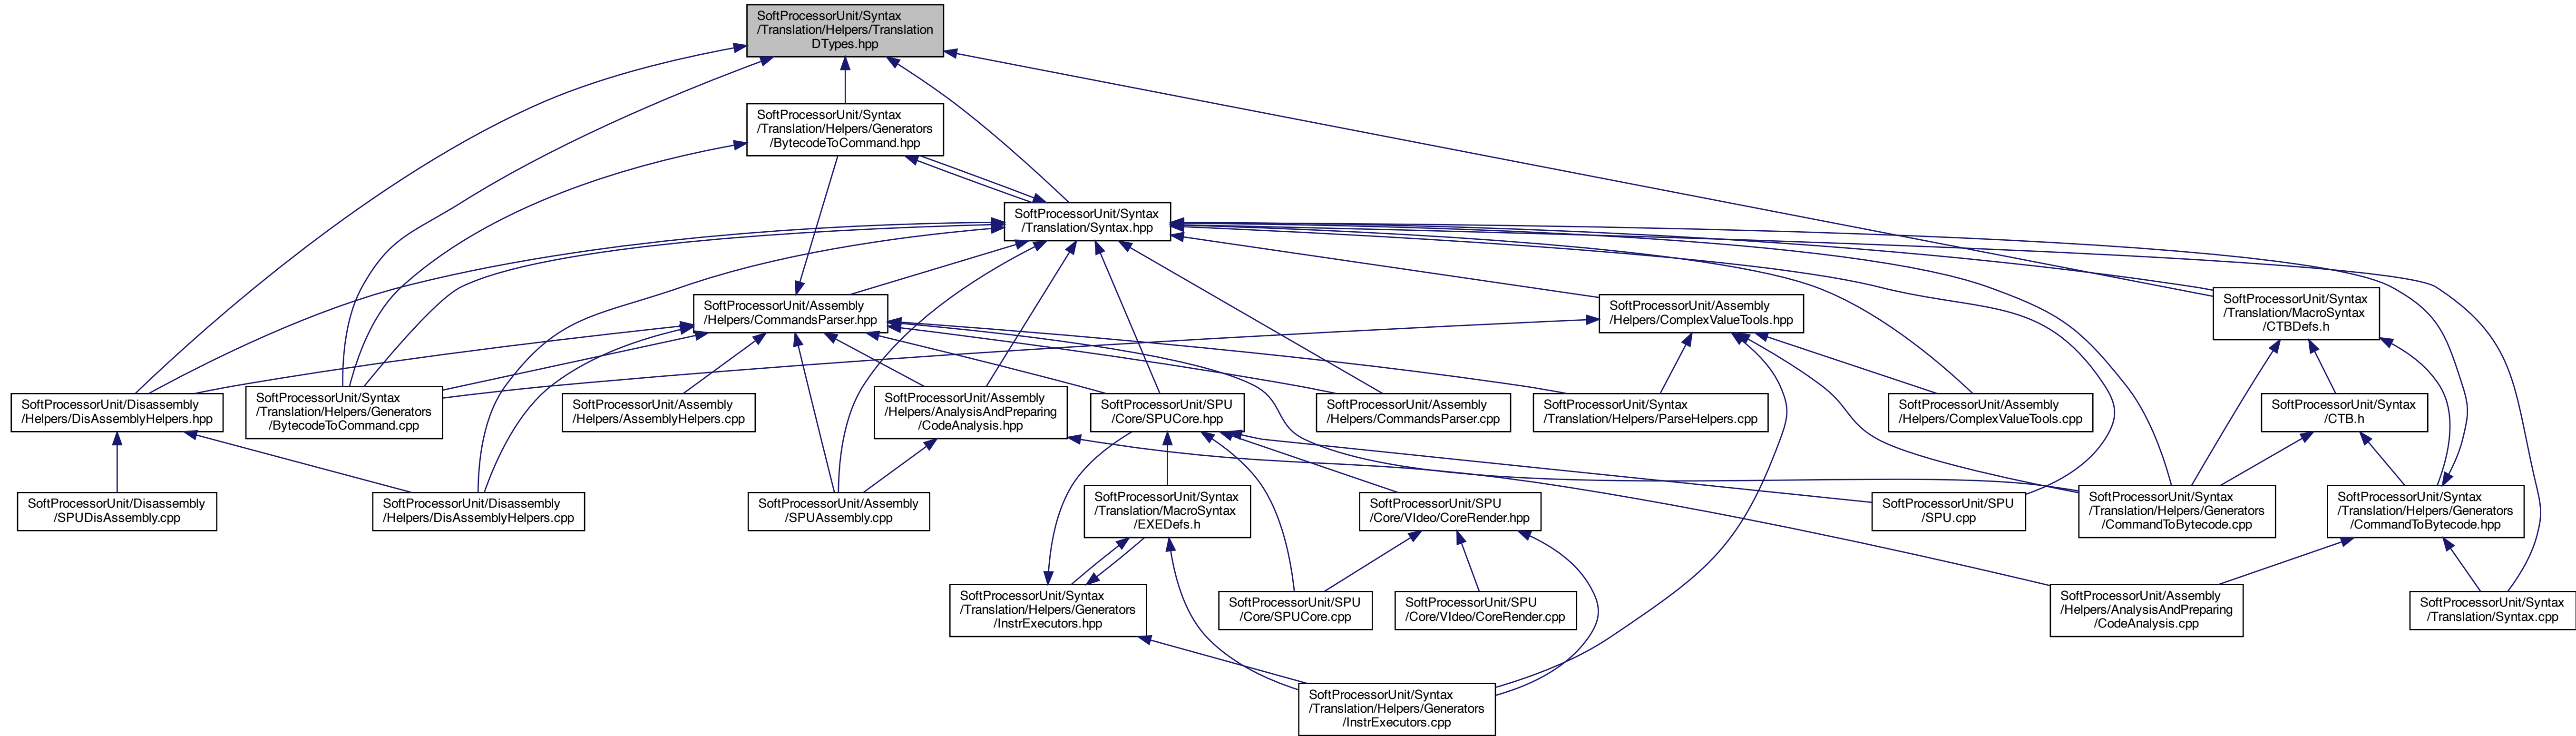 SoftProcessorUnit/Syntax
/Translation/Helpers/Translation
DTypes.hpp
SoftProcessorUnit/Syntax
/Translation/Helpers/Generators
/BytecodeToCommand.hpp
SoftProcessorUnit/Syntax
/Translation/Syntax.hpp
SoftProcessorUnit/Assembly
/Helpers/CommandsParser.hpp
SoftProcessorUnit/Assembly
/Helpers/ComplexValueTools.hpp
SoftProcessorUnit/Syntax
/Translation/MacroSyntax
/CTBDefs.h
SoftProcessorUnit/Disassembly
/Helpers/DisAssemblyHelpers.hpp
SoftProcessorUnit/Syntax
/Translation/Helpers/Generators
/BytecodeToCommand.cpp
SoftProcessorUnit/Assembly
/Helpers/AssemblyHelpers.cpp
SoftProcessorUnit/Assembly
/Helpers/AnalysisAndPreparing
/CodeAnalysis.hpp
SoftProcessorUnit/SPU
/Core/SPUCore.hpp
SoftProcessorUnit/Assembly
/Helpers/CommandsParser.cpp
SoftProcessorUnit/Syntax
/Translation/Helpers/ParseHelpers.cpp
SoftProcessorUnit/Assembly
/Helpers/ComplexValueTools.cpp
SoftProcessorUnit/Syntax
/CTB.h
SoftProcessorUnit/Disassembly
/SPUDisAssembly.cpp
SoftProcessorUnit/Disassembly
/Helpers/DisAssemblyHelpers.cpp
SoftProcessorUnit/Assembly
/SPUAssembly.cpp
SoftProcessorUnit/Syntax
/Translation/MacroSyntax
/EXEDefs.h
SoftProcessorUnit/SPU
/Core/VIdeo/CoreRender.hpp
SoftProcessorUnit/SPU
/SPU.cpp
SoftProcessorUnit/Syntax
/Translation/Helpers/Generators
/CommandToBytecode.cpp
SoftProcessorUnit/Syntax
/Translation/Helpers/Generators
/CommandToBytecode.hpp
SoftProcessorUnit/Syntax
/Translation/Helpers/Generators
/InstrExecutors.hpp
SoftProcessorUnit/SPU
/Core/SPUCore.cpp
SoftProcessorUnit/SPU
/Core/VIdeo/CoreRender.cpp
SoftProcessorUnit/Assembly
/Helpers/AnalysisAndPreparing
/CodeAnalysis.cpp
SoftProcessorUnit/Syntax
/Translation/Syntax.cpp
SoftProcessorUnit/Syntax
/Translation/Helpers/Generators
/InstrExecutors.cpp